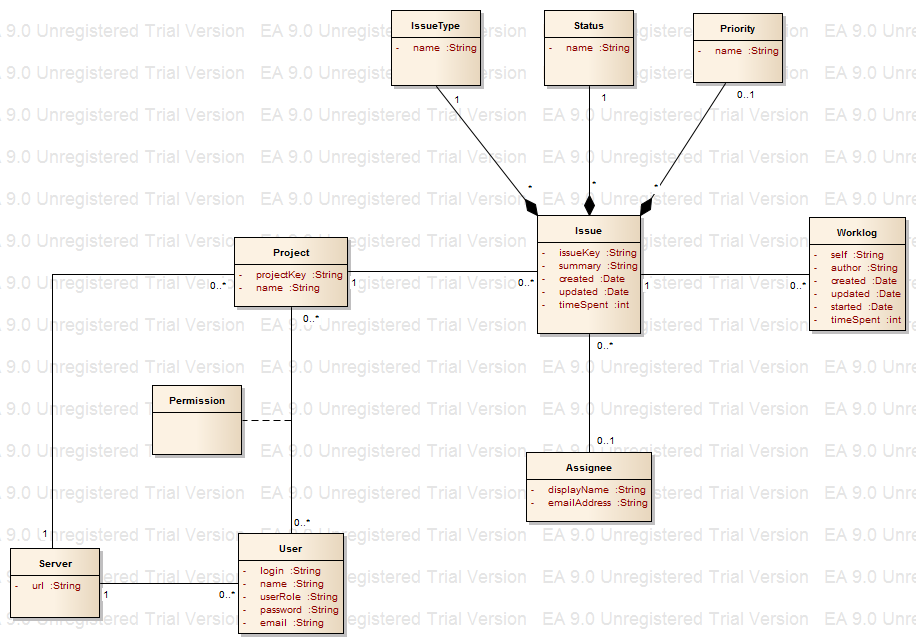 EA 9.0 Unregistered Trial Version
IssueType
- name :String
Status
- name :String
Priority
- name :String
1
1
0..1
*
*
*
Issue
- issueKey :String
- summary :String
- created :Date
- updated :Date
- timeSpent :int
Worklog
- self :String
- author :String
- created :Date
- updated :Date
- started :Date
- timeSpent :int
Project
- projectKey :String
- name :String
0..*
1
0..*
1
0..*
0..*
0..*
Permission
0..1
Assignee
- displayName :String
- emailAddress :String
0..*
1
Server
- url :String
User
- login :String
- name :String
- userRole :String
- password :String
- email :String
1
0..*